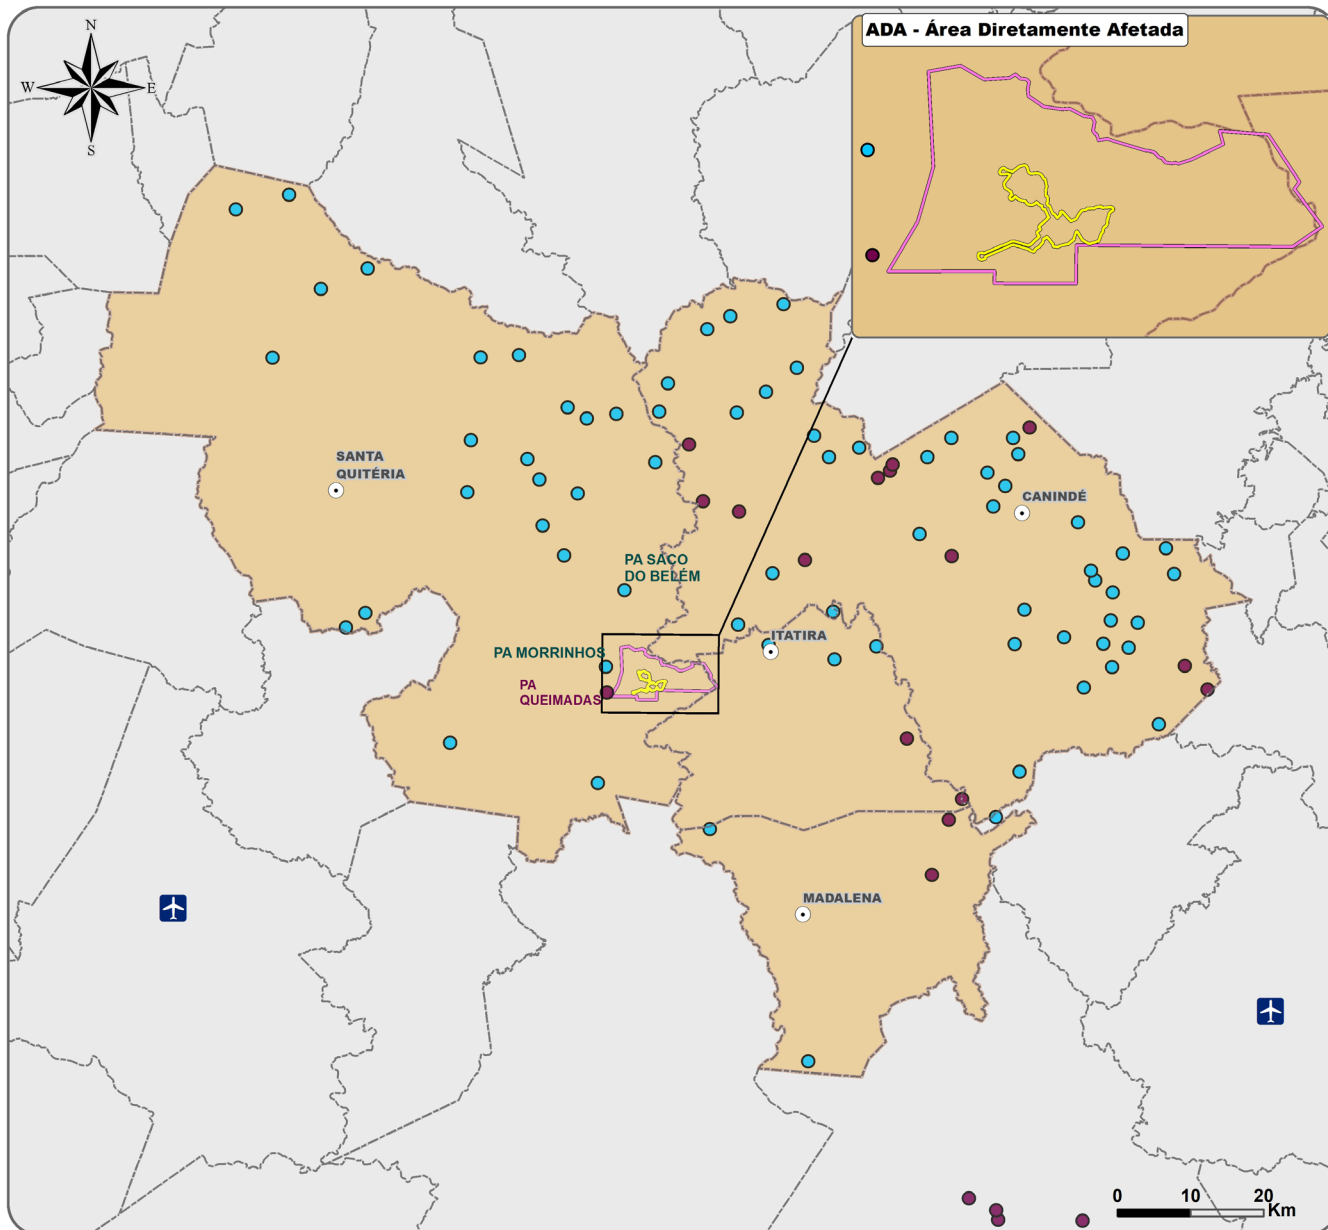 N
W
E
S
ADA - Área Diretamente Afetada
SANTA
QUITÉRIA
CANINDÉ
PA SACO
DO BELÉM
ITATIRA
PA MORRINHOS
PA
QUEIMADAS
MADALENA
0 10 20
Km